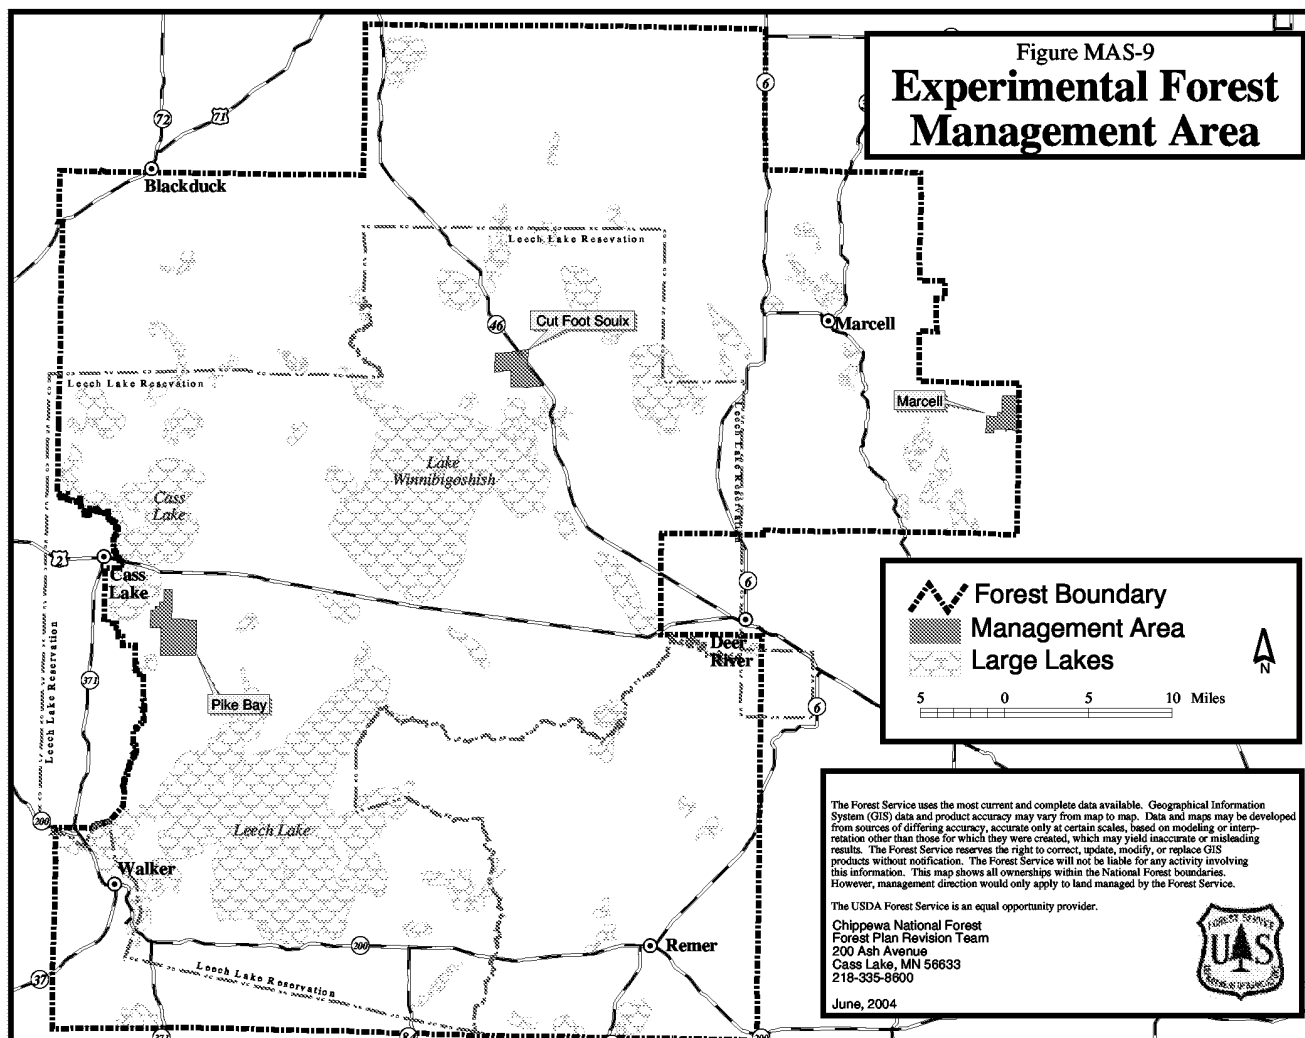 Figure MAS-9
Experimental Forest
Management Area
6
72
71
Blackduck
Leech Lake Resevation
46
Cut Foot Souix
Marcell
Leech Lake Resevation
Marcell
Leech Lake Resevation
Lake
Winnibigoshish
Cass
Lake
2
Cass
Lake
6
Deer
River
Leech Lake Reservation
371
Pike Bay
6
Forest Boundary
Management Area
Large Lakes
N
5 0 5 10 Miles
200
Leech Lake
Walker
200
Remer
37
Leech Lake Reservation
371
200
The Forest Service uses the most current and complete data available. Geographical Information
System (GIS) data and product accuracy may vary from map to map. Data and maps may be developed
from sources of differing accuracy, accurate only at certain scales, based on modeling or interp-
retation other than those for which they were created, which may yield inaccurate or misleading
results. The Forest Service reserves the right to correct, update, modify, or replace GIS
products without notification. The Forest Service will not be liable for any activity involving
this information. This map shows all ownerships within the National Forest boundaries.
However, management direction would only apply to land managed by the Forest Service.
The USDA Forest Service is an equal opportunity provider.
Chippewa National Forest
Forest Plan Revision Team
200 Ash Avenue
Cass Lake, MN 56633
218-335-8600
June, 2004
FOREST SERVICE
U S